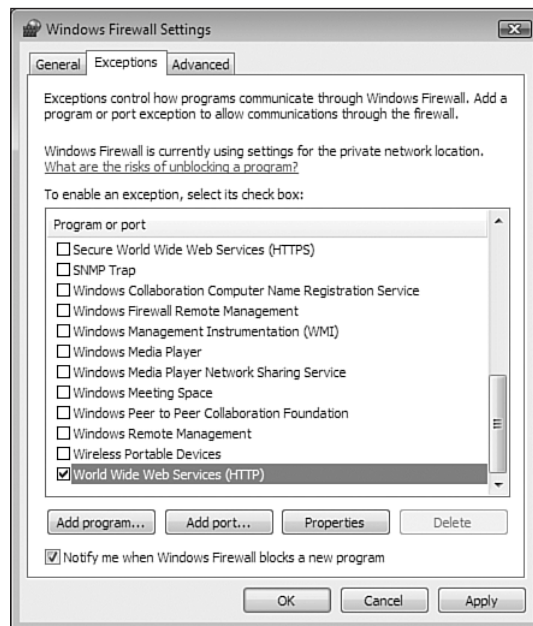 Windows Firewall Settings
General Exceptions Advanced
Exceptions control how programs communicate through Windows Firewall. Add a
program or port exception to allow communications through the firewall.
Windows Firewall is currently using settings for the private network location.
What are the risks of unblocking a program?
To enable an exception, select its check box:
Program or port
Secure World Wide Web Services (HTTPS)
SNMP Trap
Windows Collaboration Computer Name Registration Service
Windows Firewall Remote Management
Windows Management Instrumentation (WMI)
Windows Media Player
Windows Media Player Network Sharing Service
Windows Meeting Space
Windows Peer to Peer Collaboration Foundation
Windows Remote Management
Wireless Portable Devices
World Wide Web Services (HTTP)
Add program... Add port... Properties Delete
Notify me when Windows Firewall blocks a new program
OK Cancel Apply